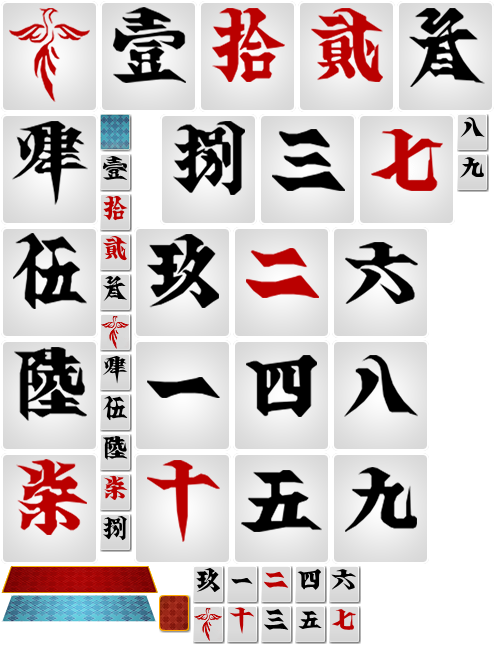 壹 拾 貳
肆 捌 三 七
八
九
伍 玖 二 六
陸 一 四 八
柒 十 五 九
壹
拾
貳
肆
伍
陸
柒
捌
玖 一 二 四 六
十 三 五 七